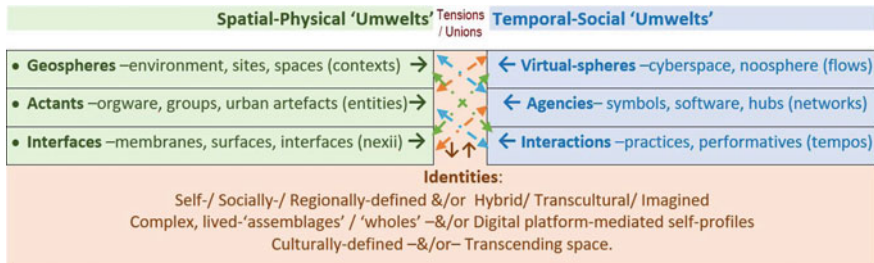 Spatial-Physical ‘Umwelts’ Tensions / Unions Temporal-Social ‘Umwelts’
• Geospheres –environment, sites, spaces (contexts) → ← Virtual-spheres –cyberspace, noosphere (flows)
• Actants –orgware, groups, urban artefacts (entities) → ← Agencies– symbols, software, hubs (networks)
• Interfaces –membranes, surfaces, interfaces (nexii) → ← Interactions –practices, performatives (tempos)
↓ ↑
Identities:
Self-/ Socially-/ Regionally-defined &/or Hybrid/ Transcultural/ Imagined
Complex, lived-‘assemblages’ / ‘wholes’ –&/or Digital platform-mediated self-profiles
Culturally-defined –&/or– Transcending space.